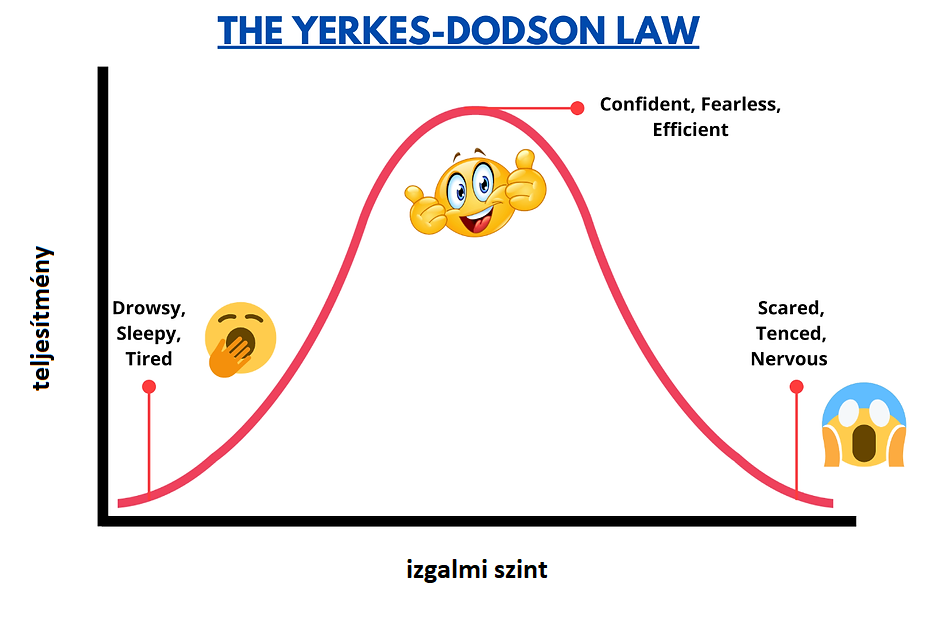 THE YERKES-DODSON LAW
Confident, Fearless,
Efficient
teljesítmény
Drowsy,
Sleepy,
Tired
Scared,
Tenced,
Nervous
izgalmi szint